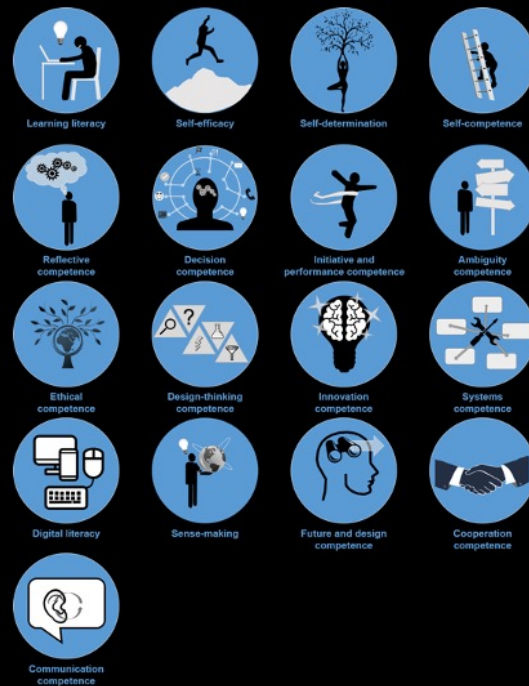 Learning literacy
Self-efficacy
Self-determination
Self-competence
Reflective
competence
Decision
competence
Initiative and
performance competence
Ambiguity
competence
?
Ethical
competence
Design-thinking
competence
Innovation
competence
Systems
competence
Digital literacy
Sense-making
Future and design
competence
Cooperation
competence
Communication
competence